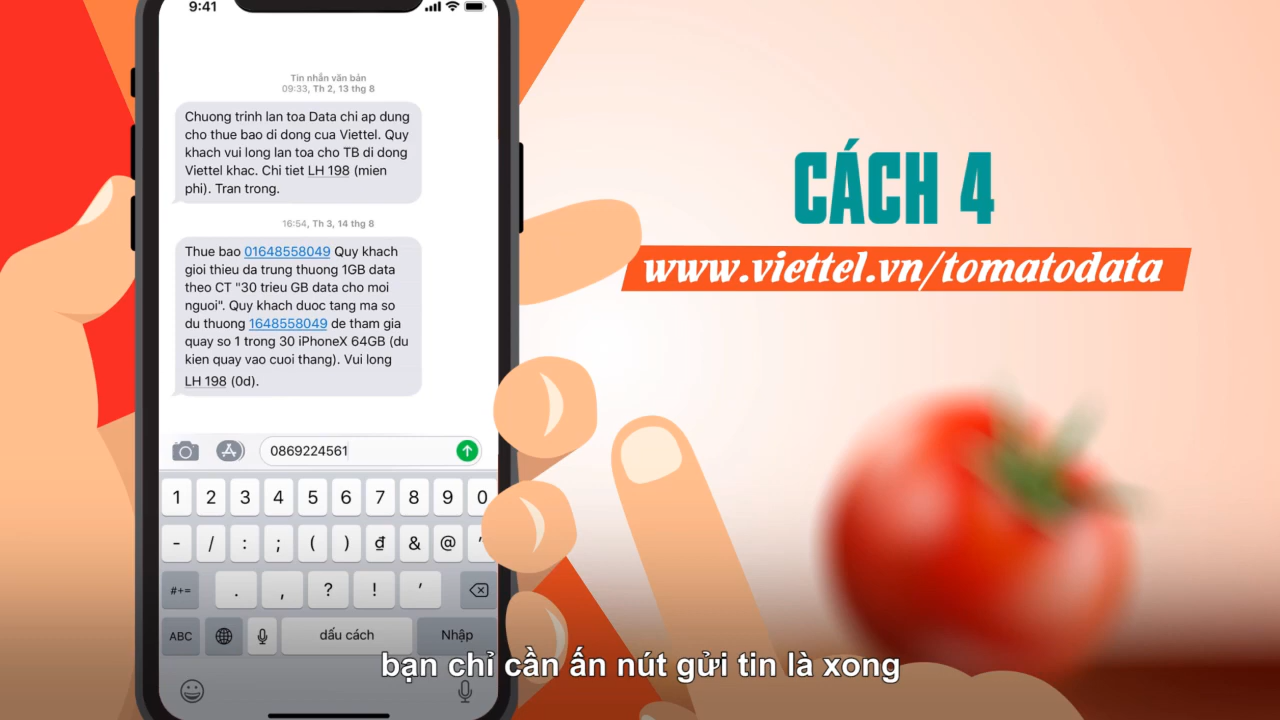 9:41
Tin nhắn văn bản
09:33, Th 2, 13 thg 8
Chuong trinh lan toa Data chi ap dung
cho thue bao di dong cua Viettel. Quy
khach vui long lan toa cho TB di dong
Viettel khac. Chi tiet LH 198 (mien
phi). Tran trong.
16:54, Th 3, 14 thg 8
Thue bao 01648558049 Quy khach
gioi thieu da trung thuong 1GB data
theo CT "30 trieu GB data cho moi
nguoi". Quy khach duoc tang ma so
du thuong 1648558049 de tham gia
quay so 1 trong 30 iPhoneX 64GB (du
kien quay vao cuoi thang). Vui long
LH 198 (0d).
0869224561
1 2 3 4 5 6 7 8 9 0
- / : ; ( ) đ & @ ′
#+= . , ? ! ′
ABC dấu cách Nhập
CÁCH 4
www.viettel.vn/tomatodata
bạn chỉ cần ấn nút gửi tin là xong